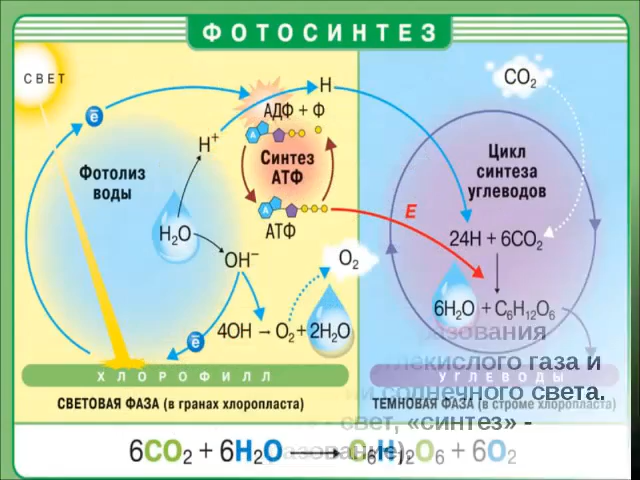 ФОТОСИНТЕЗ
СВЕТ
ē
H
CO₂
АДФ + Ф
H⁺
А
Синтез
АТФ
Фотолиз
воды
Цикл
синтеза
углеводов
А
E
АТФ
H₂O
24H + 6CO₂
OH⁻
O₂
6H₂O + C₆H₁₂O₆
4OH → O₂ + 2H₂O
ē
ХЛОРОФИЛЛ
УГЛЕВОДЫ
газа и
солнечного света.
СВЕТОВАЯ ФАЗА (в гранах хлоропласта)
ТЕМНОВАЯ ФАЗА (в строме хлоропласта)
- свет, «синтез» -
6CO₂ + 6H₂O → C₆H₁₂O₆ + 6O₂